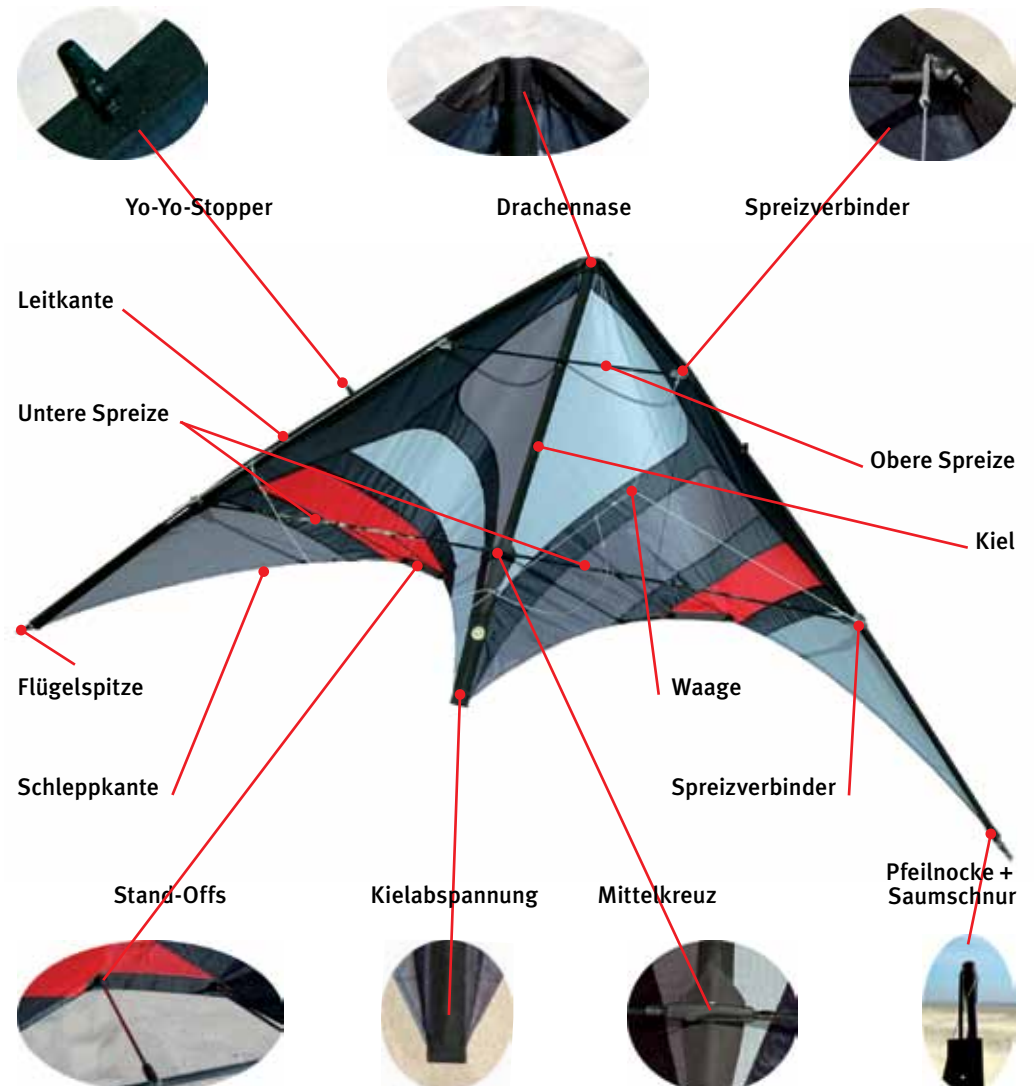 Yo-Yo-Stopper
Drachennase
Spreizverbinder
Leitkante
Untere Spreize
Obere Spreize
Kiel
Flügelspitze
Waage
Schleppkante
Spreizverbinder
Stand-Offs
Kielabspannung
Mittelkreuz
Pfeilnocke +
Saumschnur